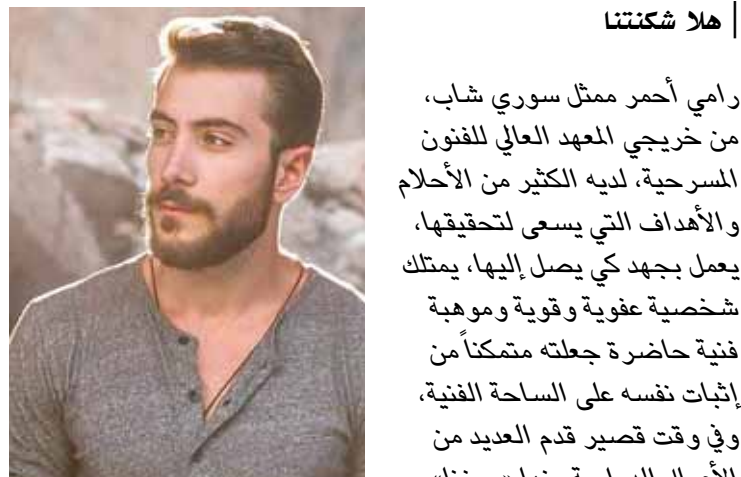 هلا شكنتنا
رامي أحمر ممثل سوري شاب،
من خريجي المعهد العالي للفنون
المسرحية، لديه الكثير من الأحلام
والأهداف التي يسعى لتحقيقها،
يعمل بجهد كي يصل إليها، يمتلك
شخصية عفوية وقوية وموهبة
فنية حاضرة جعلته متمكناً من
إثبات نفسه على الساحة الفنية،
وفي وقت قصير قدم العديد من